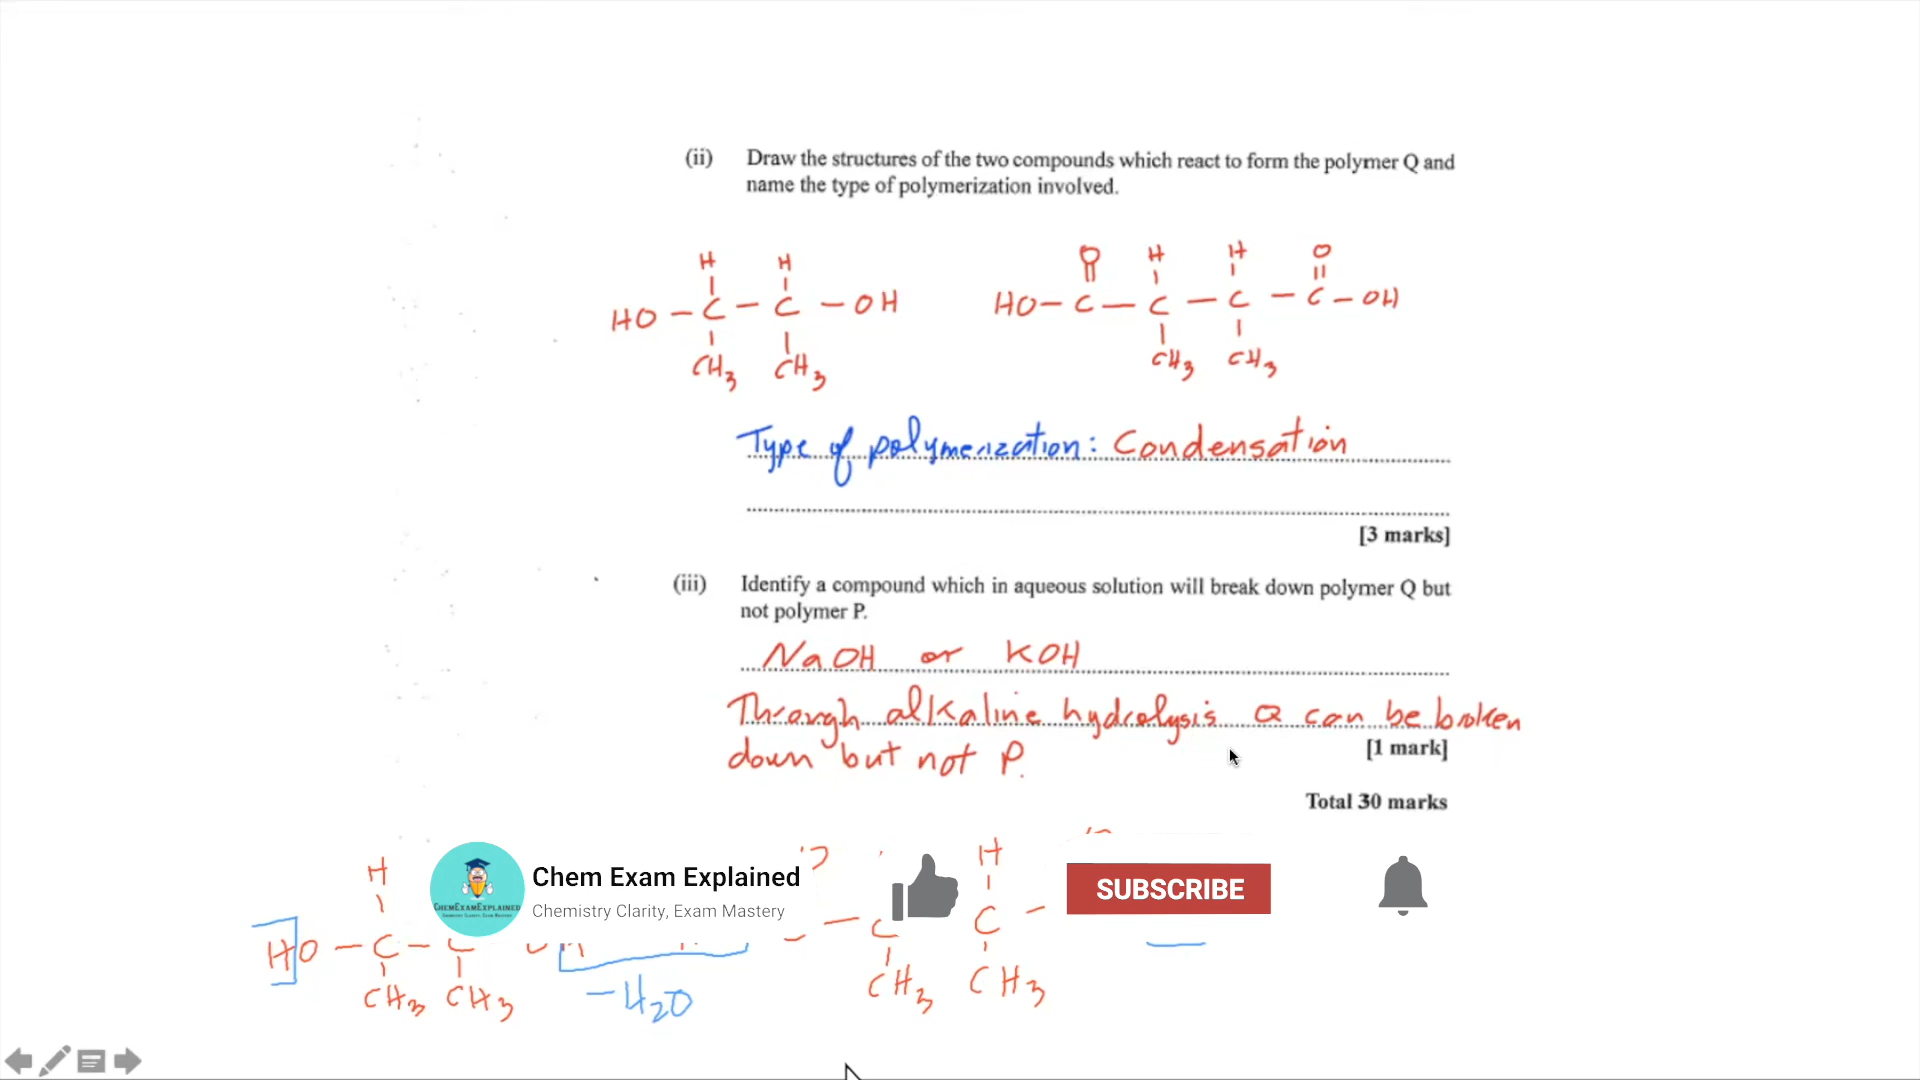 (ii) Draw the structures of the two compounds which react to form the polymer Q and
name the type of polymerization involved.
H H
HO - C - C - OH
CH3 CH3
O H H O
HO - C - C - C - C - OH
CH3 CH3
Type of polymerization: Condensation
[3 marks]
(iii) Identify a compound which in aqueous solution will break down polymer Q but
not polymer P.
NaOH or KOH
Through alkaline hydrolysis Q can be broken
down but not P.
[1 mark]
Total 30 marks
H
H
Chem Exam Explained
Chemistry Clarity, Exam Mastery
CHEMEXAMEXPLAINED
SUBSCRIBE
HO - C - C
- C C -
CH3 CH3
CH3 CH3
-H2O